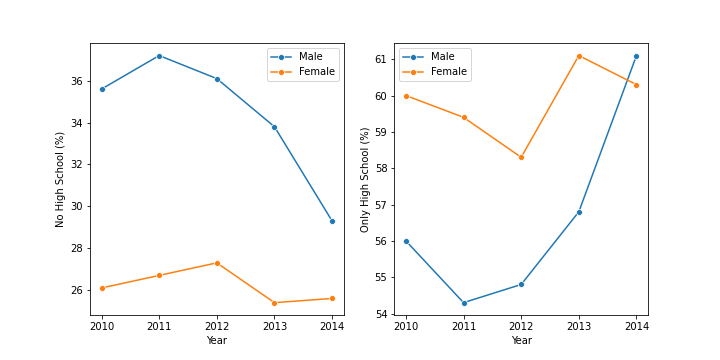 No High School (%)
36
34
32
30
28
26
2010 2011 2012 2013 2014
Year
Male
Female
Only High School (%)
61
60
59
58
57
56
55
54
2010 2011 2012 2013 2014
Year
Male
Female